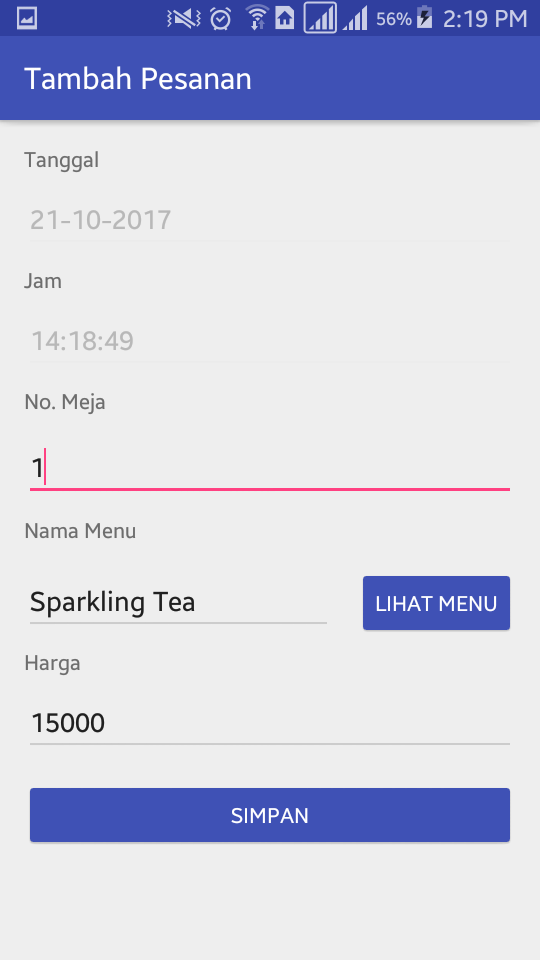 56% 2:19 PM
Tambah Pesanan
Tanggal
21-10-2017
Jam
14:18:49
No. Meja
1
Nama Menu
Sparkling Tea
LIHAT MENU
Harga
15000
SIMPAN